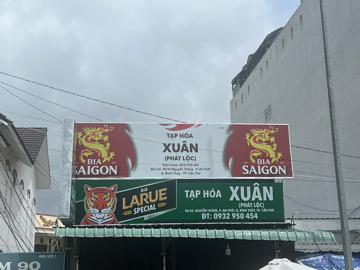 TẠP HÓA
XUÂN
(PHÁT LỘC)
BIA
SAIGON
BIA
SAIGON
BIA
LARUE
SPECIAL
TẠP HÓA XUÂN
(PHÁT LỘC)
ĐT: 0932 950 454
M 90